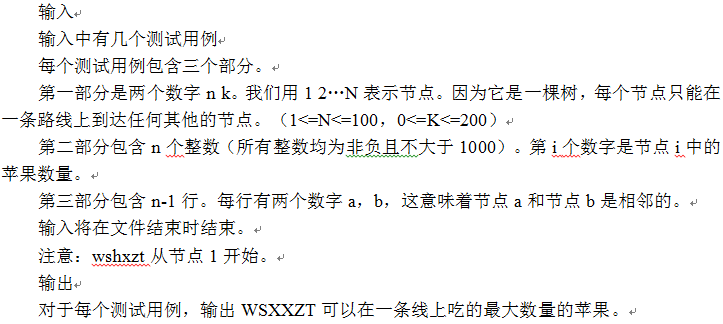 输入
输入中有几个测试用例
每个测试用例包含三个部分。
第一部分是两个数字 n k。我们用 1 2…N 表示节点。因为它是一棵树，每个节点只能在
一条路线上到达任何其他的节点。（1<=N<=100，0<=K<=200）
第二部分包含 n 个整数（所有整数均为非负且不大于 1000）。第 i 个数字是节点 i 中的
苹果数量。
第三部分包含 n-1 行。每行有两个数字 a，b，这意味着节点 a 和节点 b 是相邻的。
输入将在文件结束时结束。
注意：wshxzt 从节点 1 开始。
输出
对于每个测试用例，输出 WSXXZT 可以在一条线上吃的最大数量的苹果。